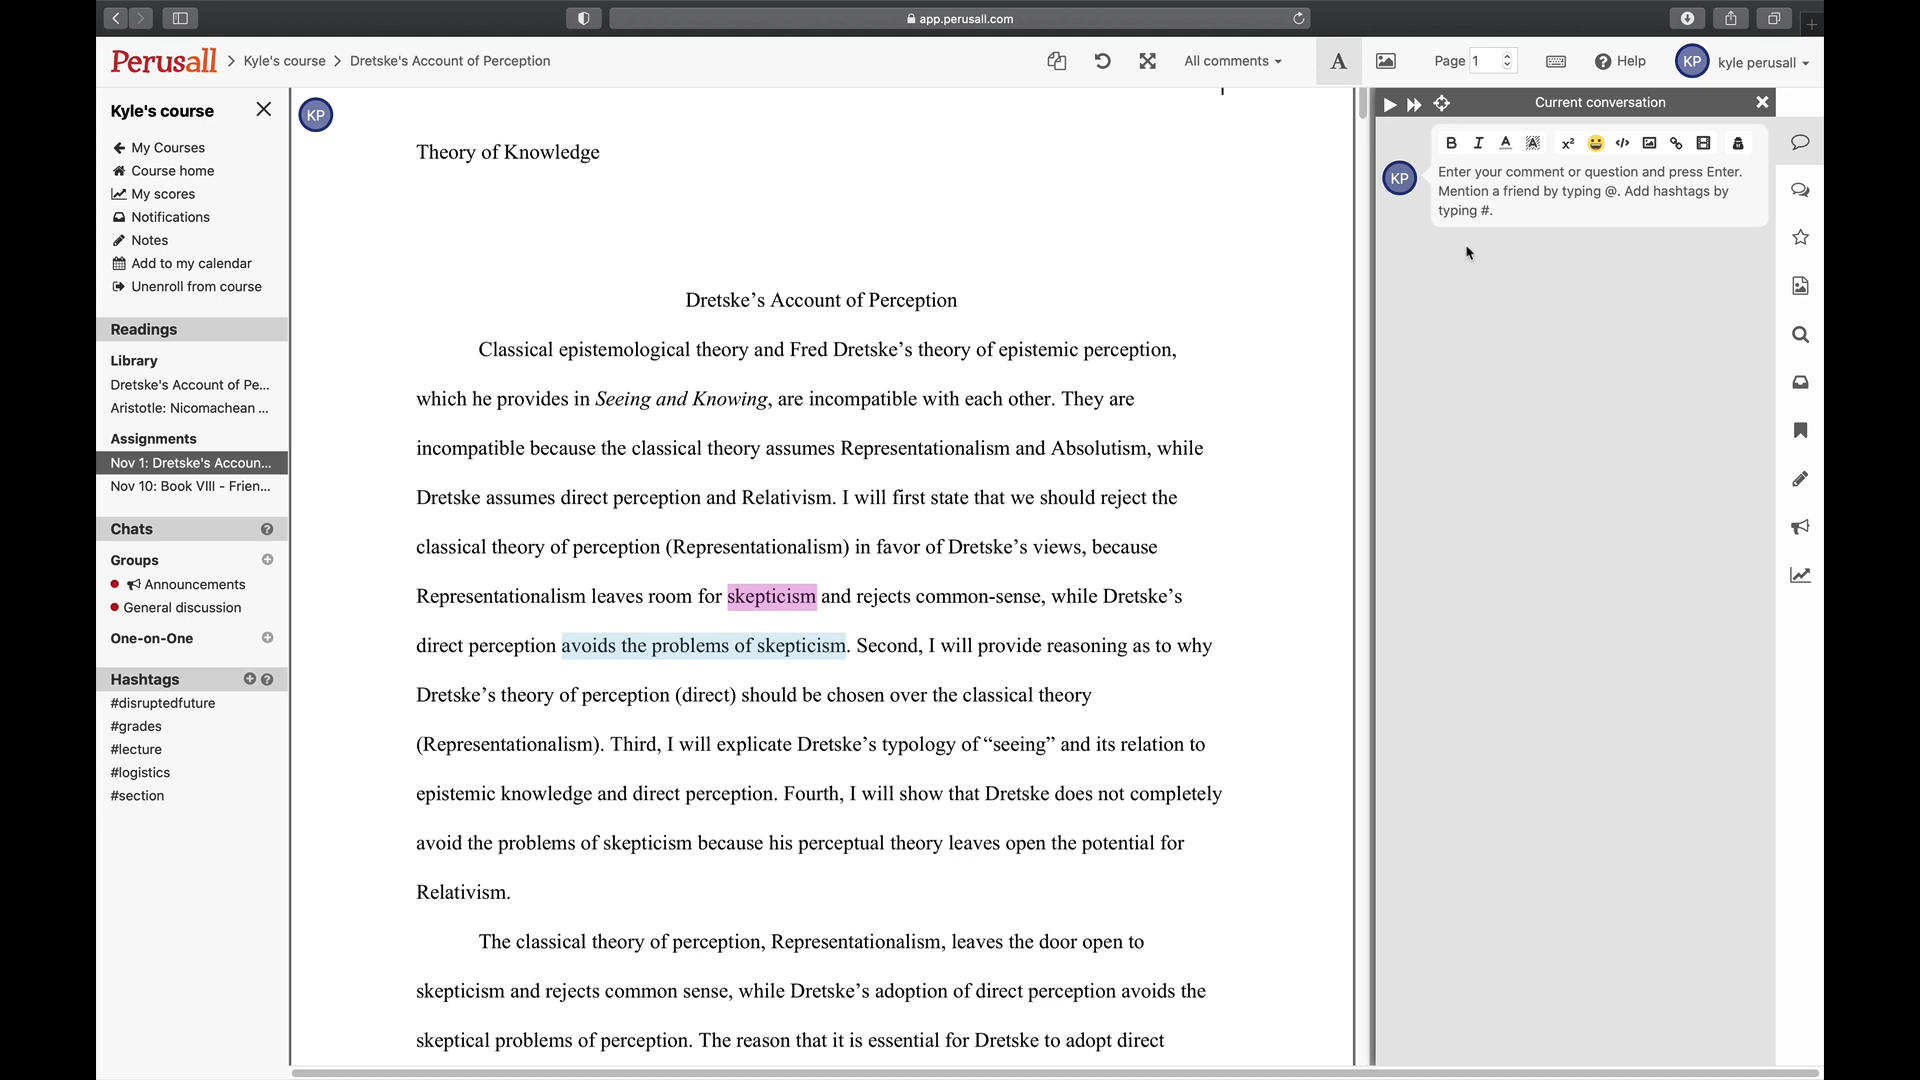 app.perusall.com
Perusall > Kyle's course > Dretske's Account of Perception
All comments
A
Page 1
Help
KP kyle perusall
Kyle's course
My Courses
Course home
My scores
Notifications
Notes
Add to my calendar
Unenroll from course
Readings
Library
Dretske's Account of Pe...
Aristotle: Nicomachean ...
Assignments
Nov 1: Dretske's Accoun...
Nov 10: Book VIII - Frien...
Chats
Groups
Announcements
General discussion
One-on-One
Hashtags
#disruptedfuture
#grades
#lecture
#logistics
#section
KP
Theory of Knowledge
Dretske’s Account of Perception
Classical epistemological theory and Fred Dretske’s theory of epistemic perception,
which he provides in Seeing and Knowing, are incompatible with each other. They are
incompatible because the classical theory assumes Representationalism and Absolutism, while
Dretske assumes direct perception and Relativism. I will first state that we should reject the
classical theory of perception (Representationalism) in favor of Dretske’s views, because
Representationalism leaves room for skepticism and rejects common-sense, while Dretske’s
direct perception avoids the problems of skepticism. Second, I will provide reasoning as to why
Dretske’s theory of perception (direct) should be chosen over the classical theory
(Representationalism). Third, I will explicate Dretske’s typology of “seeing” and its relation to
epistemic knowledge and direct perception. Fourth, I will show that Dretske does not completely
avoid the problems of skepticism because his perceptual theory leaves open the potential for
Relativism.
The classical theory of perception, Representationalism, leaves the door open to
skepticism and rejects common sense, while Dretske’s adoption of direct perception avoids the
skeptical problems of perception. The reason that it is essential for Dretske to adopt direct
Current conversation
B I A A x² </>
KP
Enter your comment or question and press Enter.
Mention a friend by typing @. Add hashtags by
typing #.